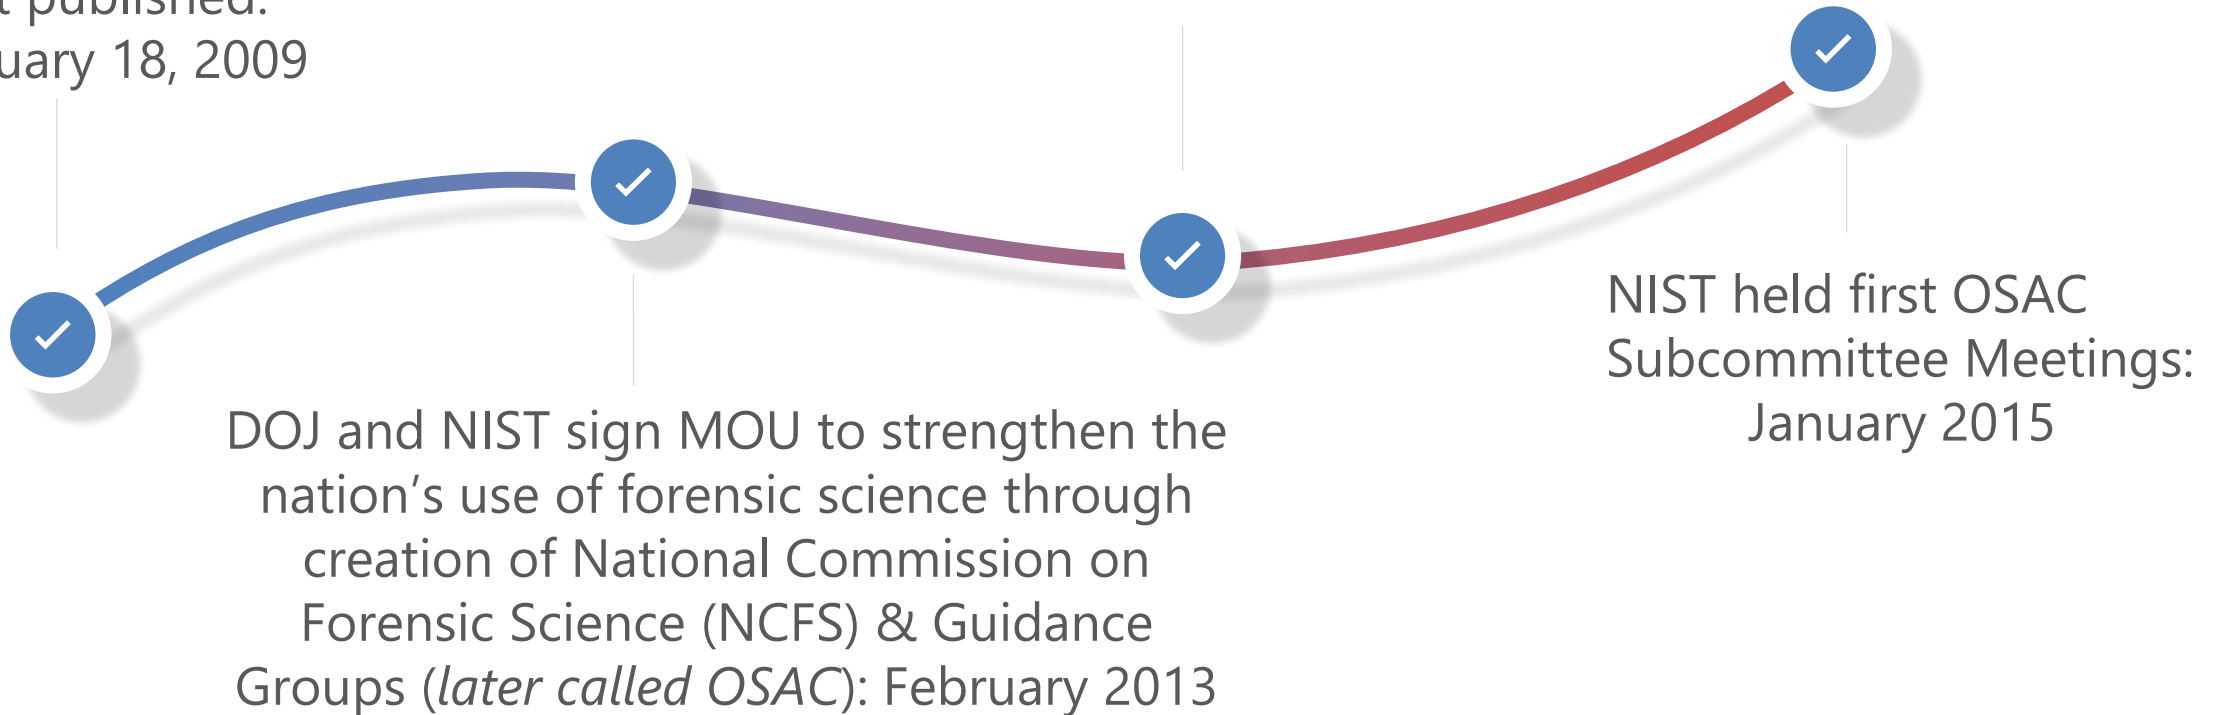 published:
18, 2009
DOJ and NIST sign MOU to strengthen the
nation’s use of forensic science through
creation of National Commission on
Forensic Science (NCFS) & Guidance
Groups (later called OSAC): February 2013
NIST held first OSAC
Subcommittee Meetings:
January 2015